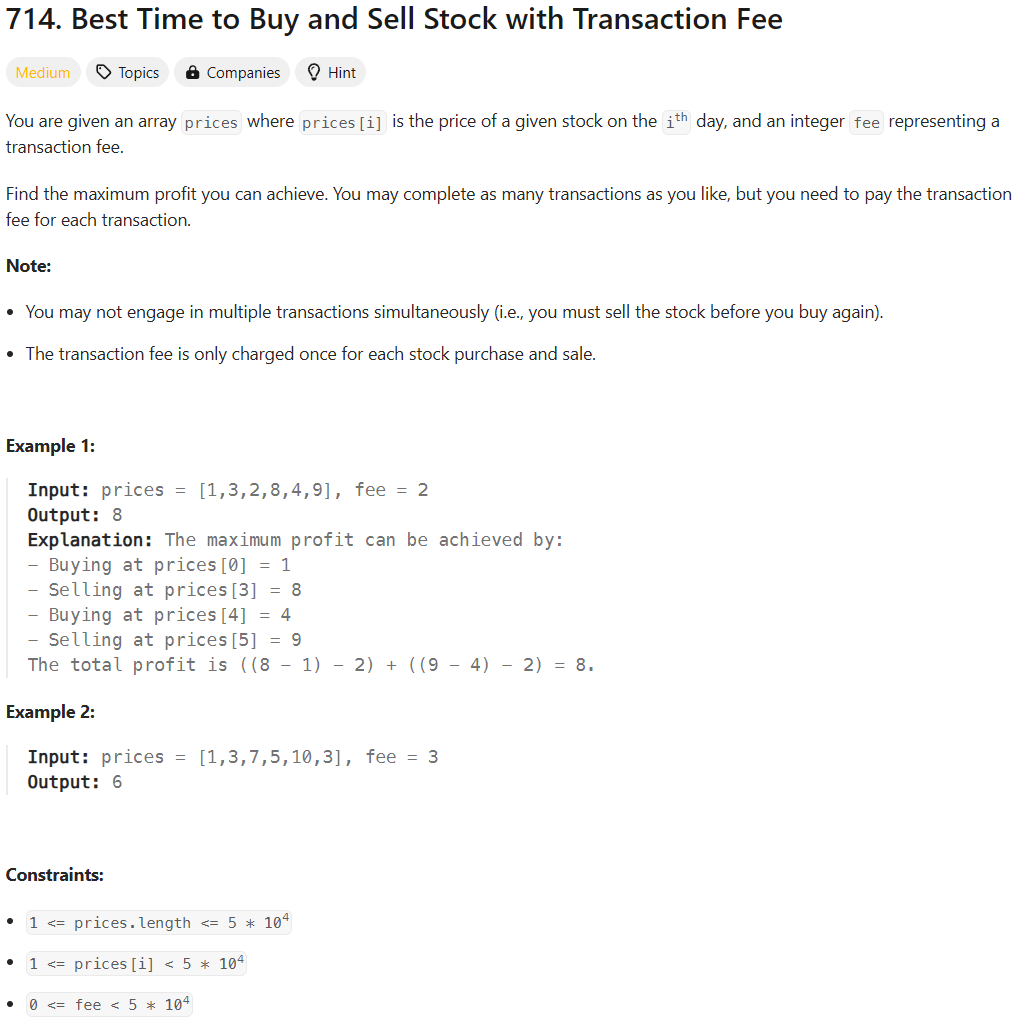 714. Best Time to Buy and Sell Stock with Transaction Fee
Medium Topics Companies Hint
You are given an array prices where prices[i] is the price of a given stock on the ith day, and an integer fee representing a
transaction fee.
Find the maximum profit you can achieve. You may complete as many transactions as you like, but you need to pay the transaction
fee for each transaction.
Note:
• You may not engage in multiple transactions simultaneously (i.e., you must sell the stock before you buy again).
• The transaction fee is only charged once for each stock purchase and sale.
Example 1:
Input: prices = [1,3,2,8,4,9], fee = 2
Output: 8
Explanation: The maximum profit can be achieved by:
- Buying at prices[0] = 1
- Selling at prices[3] = 8
- Buying at prices[4] = 4
- Selling at prices[5] = 9
The total profit is ((8 - 1) - 2) + ((9 - 4) - 2) = 8.
Example 2:
Input: prices = [1,3,7,5,10,3], fee = 3
Output: 6
Constraints:
• 1 <= prices.length <= 5 * 10⁴
• 1 <= prices[i] < 5 * 10⁴
• 0 <= fee < 5 * 10⁴